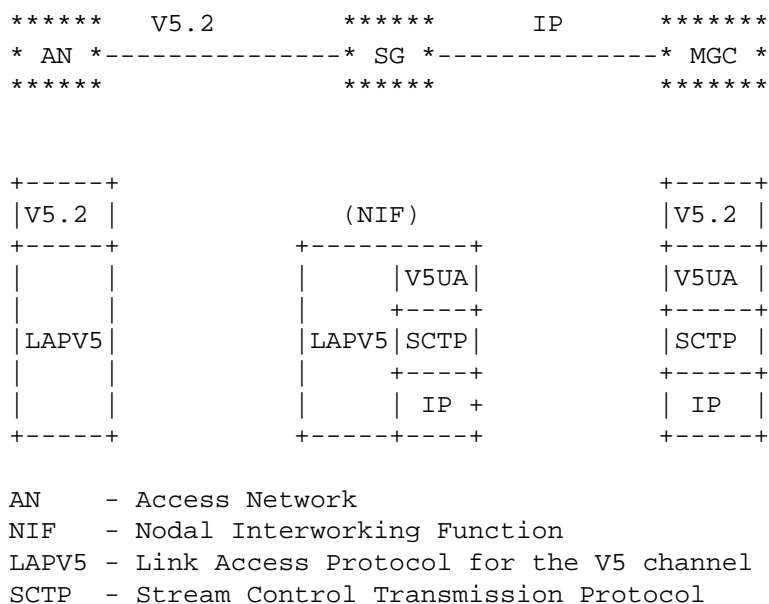 ******   V5.2        ******      IP      *******
* AN *---------------* SG *--------------* MGC *
******               ******              *******
+-----+                                  +-----+
|V5.2 |              (NIF)               |V5.2 |
+-----+           +----------+           +-----+
|     |           |     |V5UA|           |V5UA |
|     |           |     +----+           +-----+
|LAPV5|           |LAPV5|SCTP|           |SCTP |
|     |           |     +----+           +-----+
|     |           |     | IP +           | IP  |
+-----+           +-----+----+           +-----+
AN    - Access Network
NIF   - Nodal Interworking Function
LAPV5 - Link Access Protocol for the V5 channel
SCTP  - Stream Control Transmission Protocol